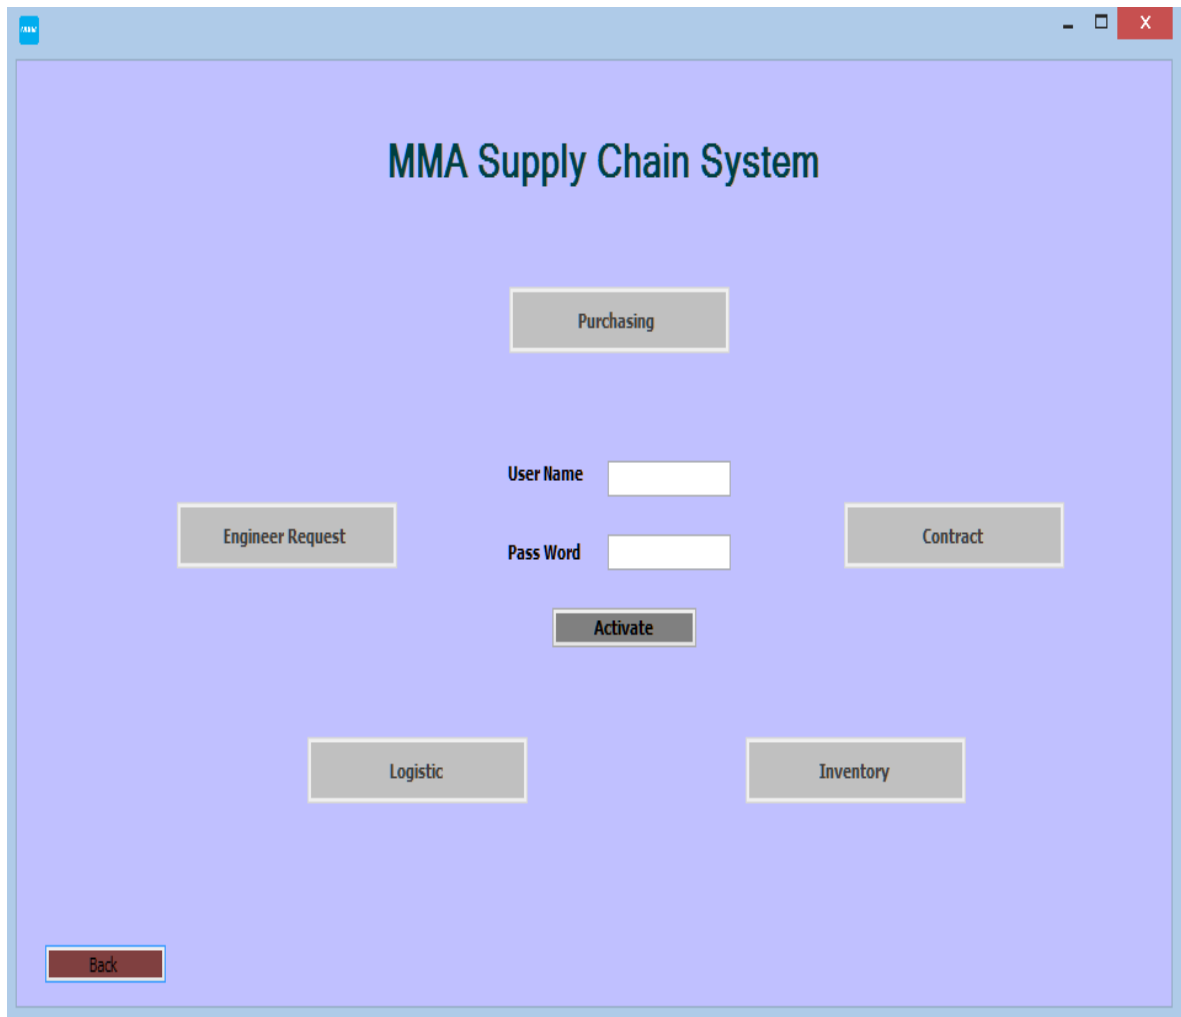 X
MMA Supply Chain System
Purchasing
User Name
Engineer Request
Contract
Pass Word
Activate
Logistic
Inventory
Back